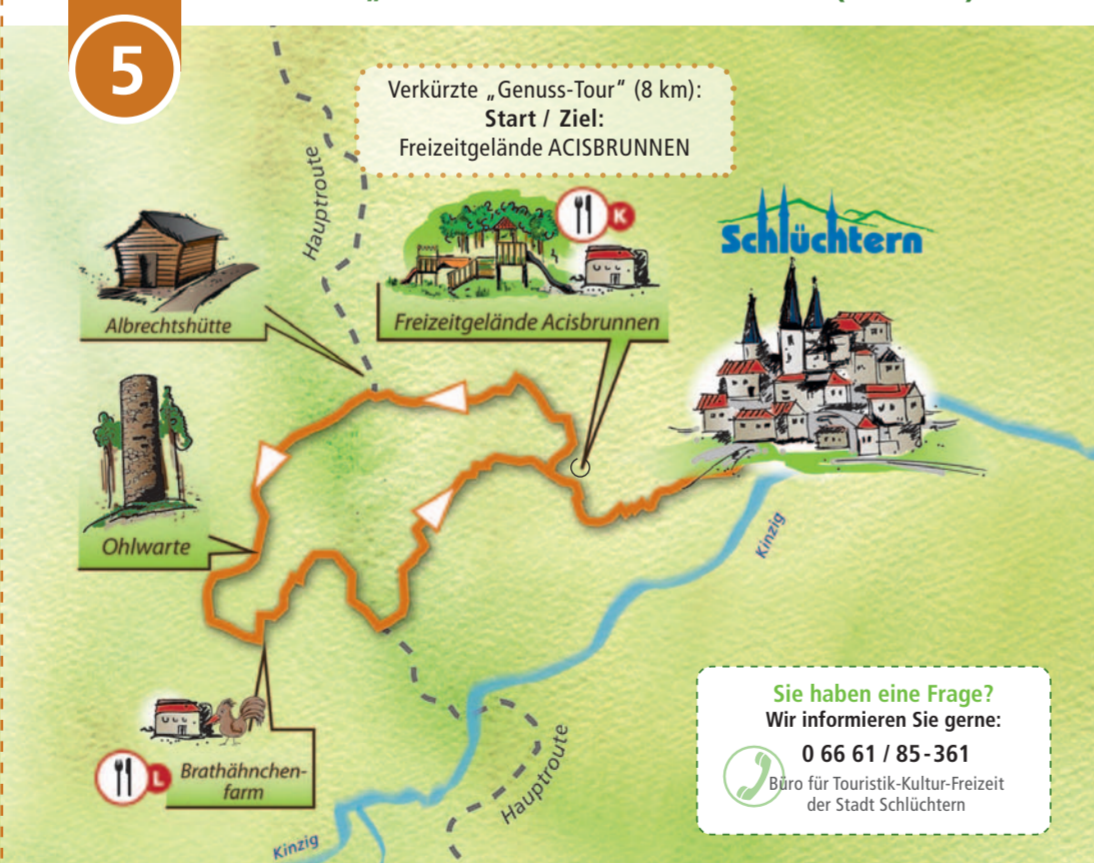 5
Verkürzte „Genuss-Tour" (8 km):
Start / Ziel:
Freizeitgelände ACISBRUNNEN
Hauptroute
K
Schlüchtern
Albrechtshütte
Freizeitgelände Acisbrunnen
Ohlwarte
Kinzig
Sie haben eine Frage?
Wir informieren Sie gerne:
0 66 61 / 85-361
Büro für Touristik-Kultur-Freizeit
der Stadt Schlüchtern
L
Brathähnchen-
farm
Hauptroute
Kinzig